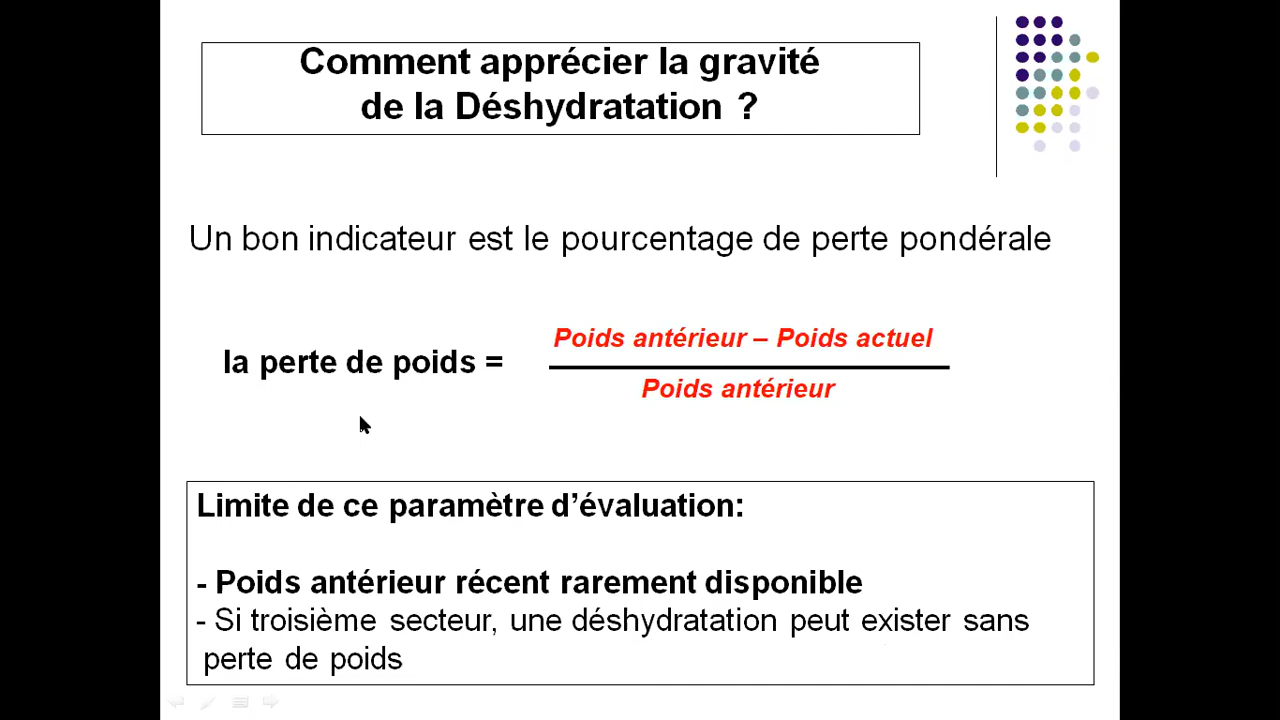 Comment apprécier la gravité
de la Déshydratation ?
Un bon indicateur est le pourcentage de perte pondérale
la perte de poids =
Poids antérieur – Poids actuel
Poids antérieur
Limite de ce paramètre d’évaluation:
- Poids antérieur récent rarement disponible
- Si troisième secteur, une déshydratation peut exister sans
perte de poids